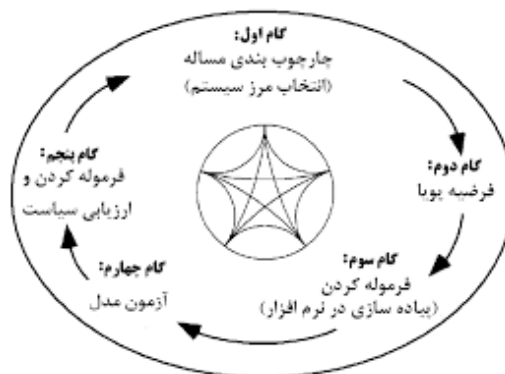 گام اول:
چارچوب بندی مساله
(انتخاب مرز سیستم)
گام دوم:
فرضیه پویا
گام سوم:
فرموله کردن
(پیاده سازی در نرم افزار)
گام چهارم:
آزمون مدل
گام پنجم:
فرموله کردن و
ارزیابی سیاست